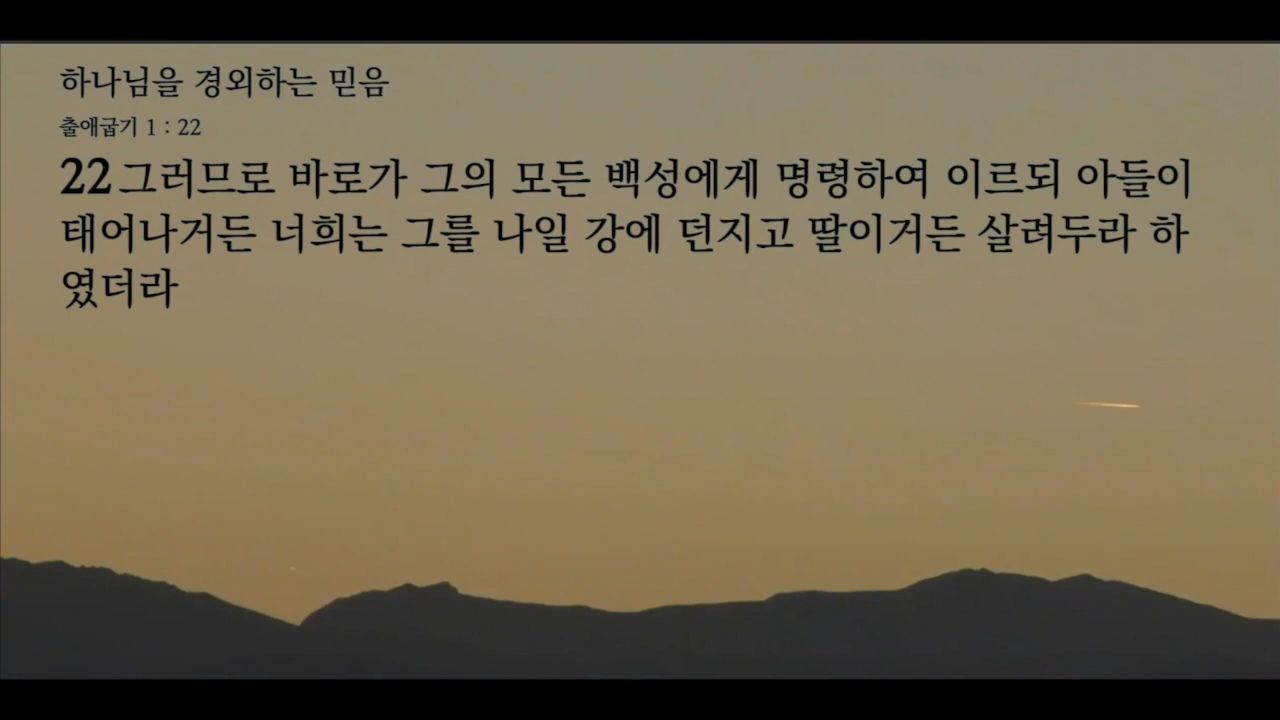 하나님을 경외하는 믿음
출애굽기 1 : 22
22그러므로 바로가 그의 모든 백성에게 명령하여 이르되 아들이
태어나거든 너희는 그를 나일 강에 던지고 딸이거든 살려두라 하
였더라